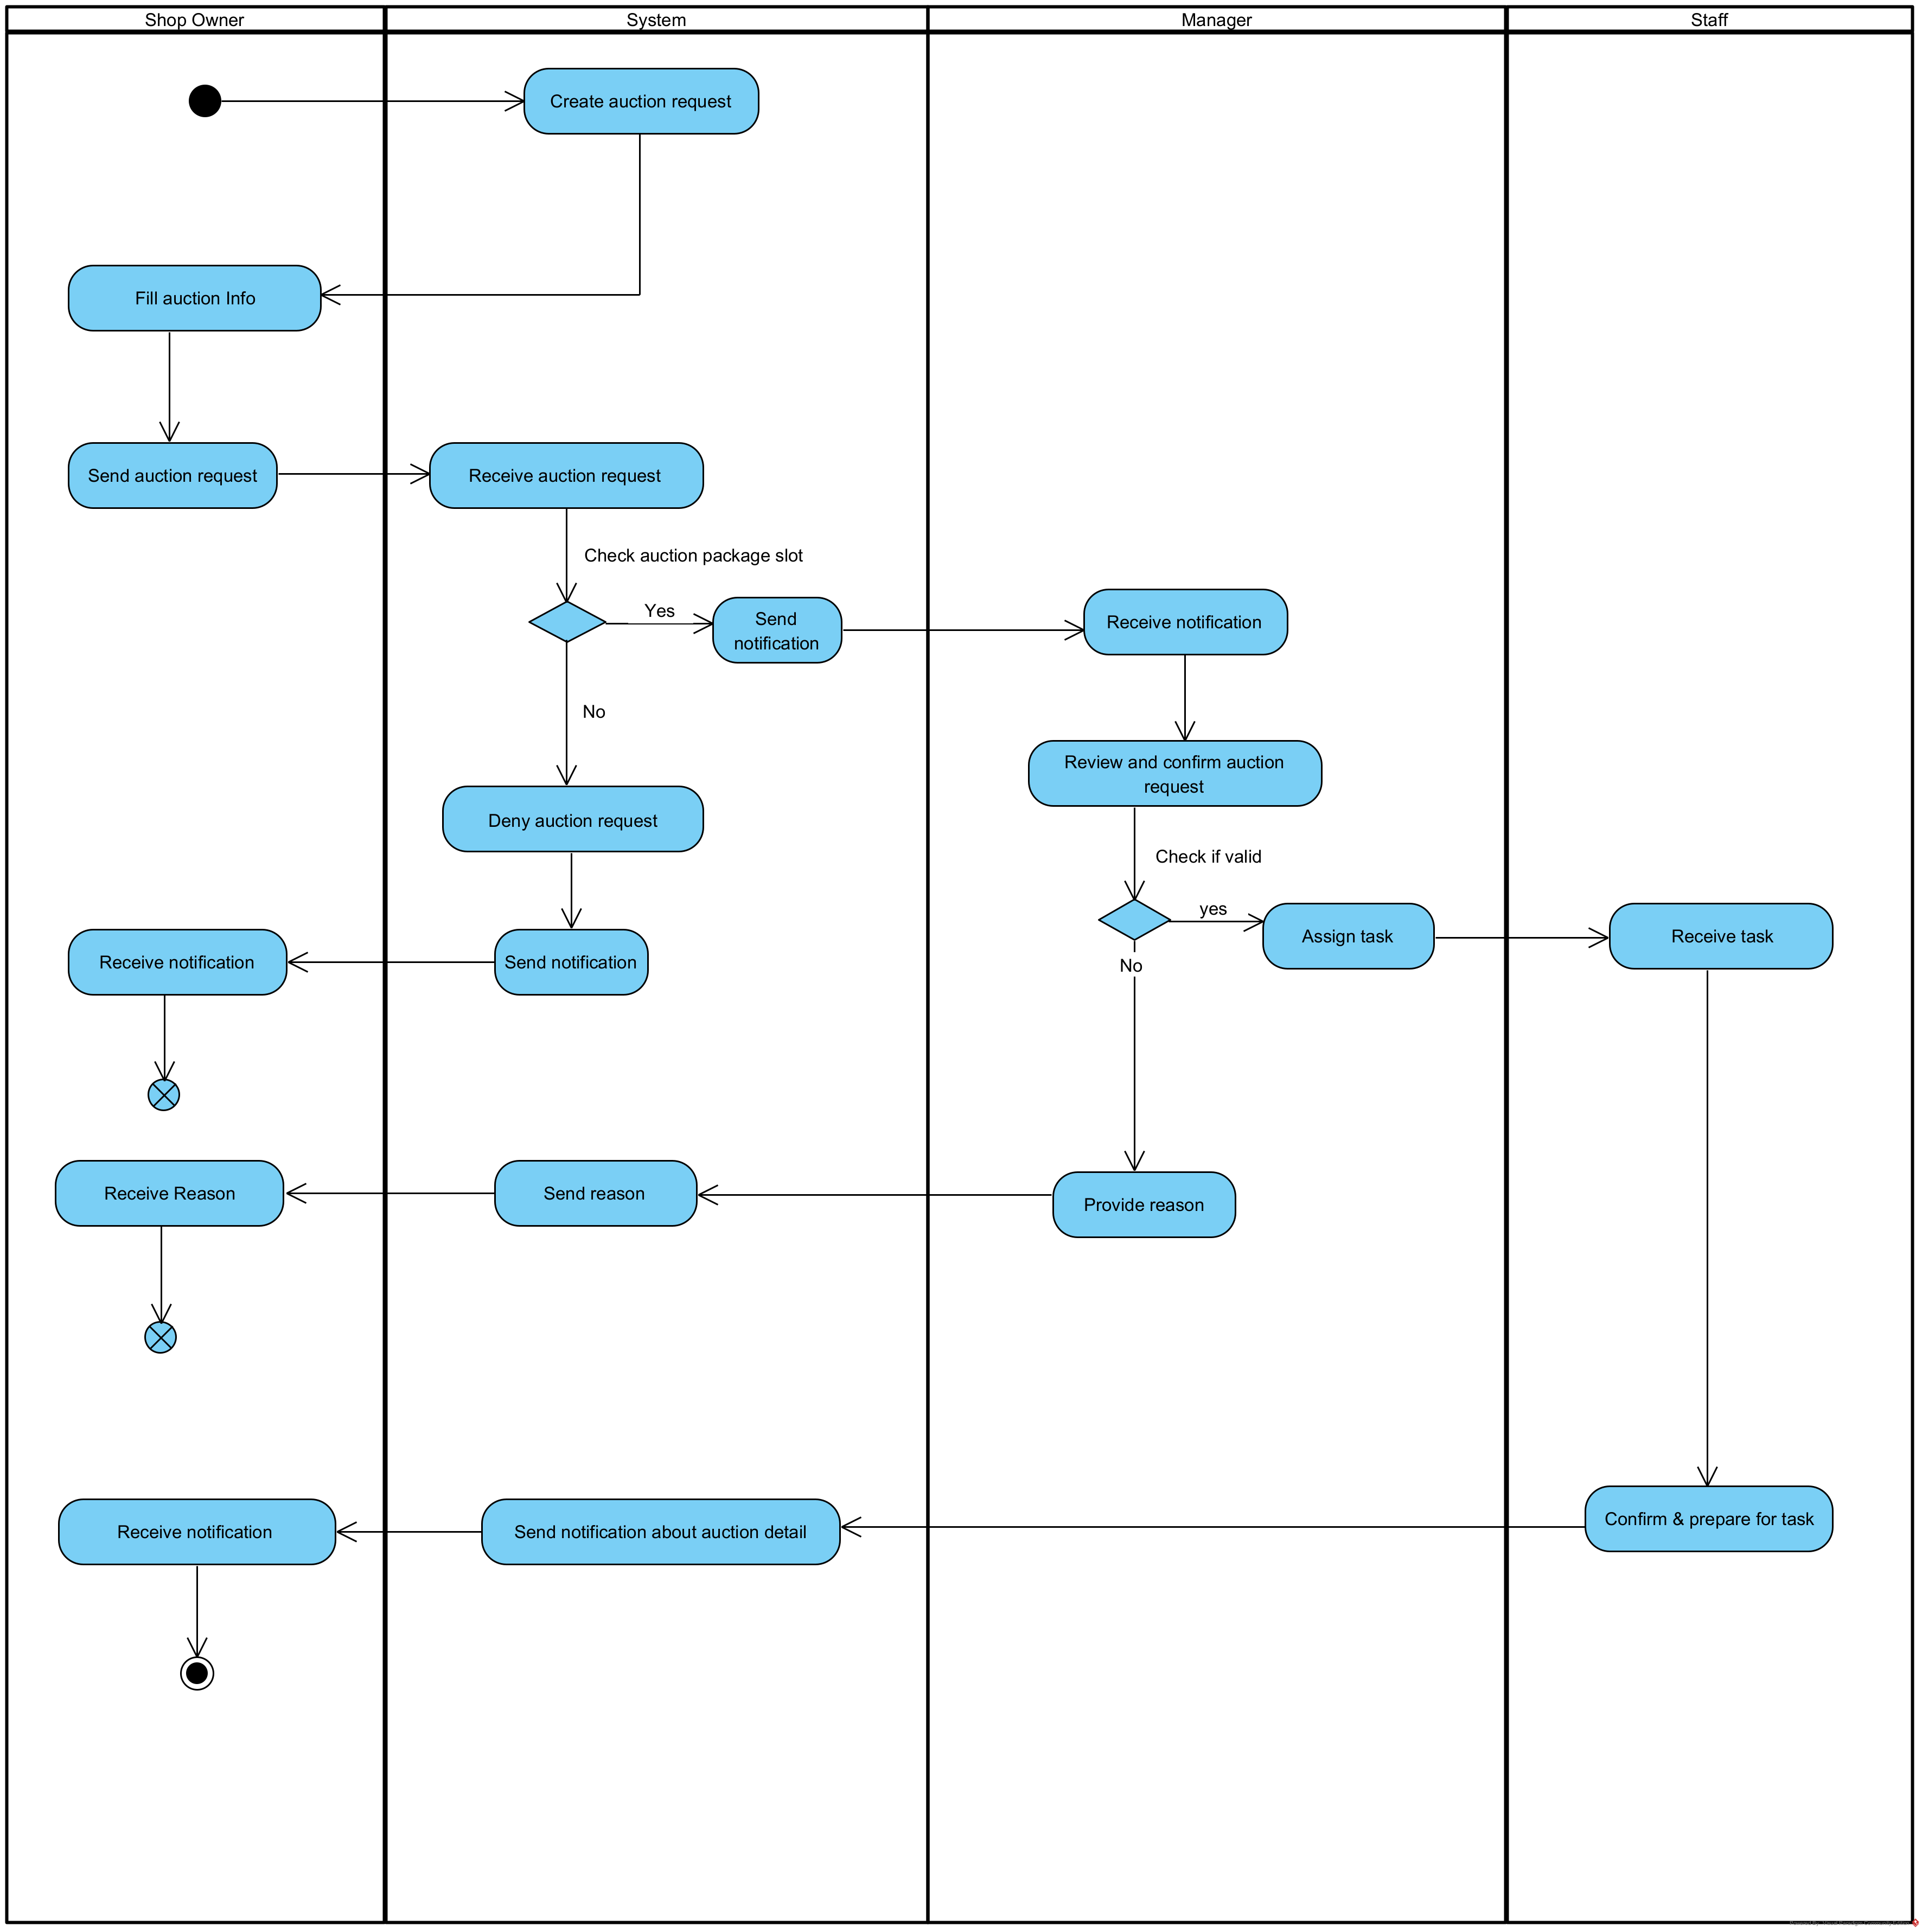 Shop Owner
System
Manager
Staff
Create auction request
Fill auction Info
Send auction request
Receive auction request
Check auction package slot
Yes
Send
notification
Receive notification
No
Review and confirm auction
request
Deny auction request
Check if valid
yes
Assign task
Receive task
Receive notification
Send notification
No
Receive Reason
Send reason
Provide reason
Receive notification
Send notification about auction detail
Confirm & prepare for task